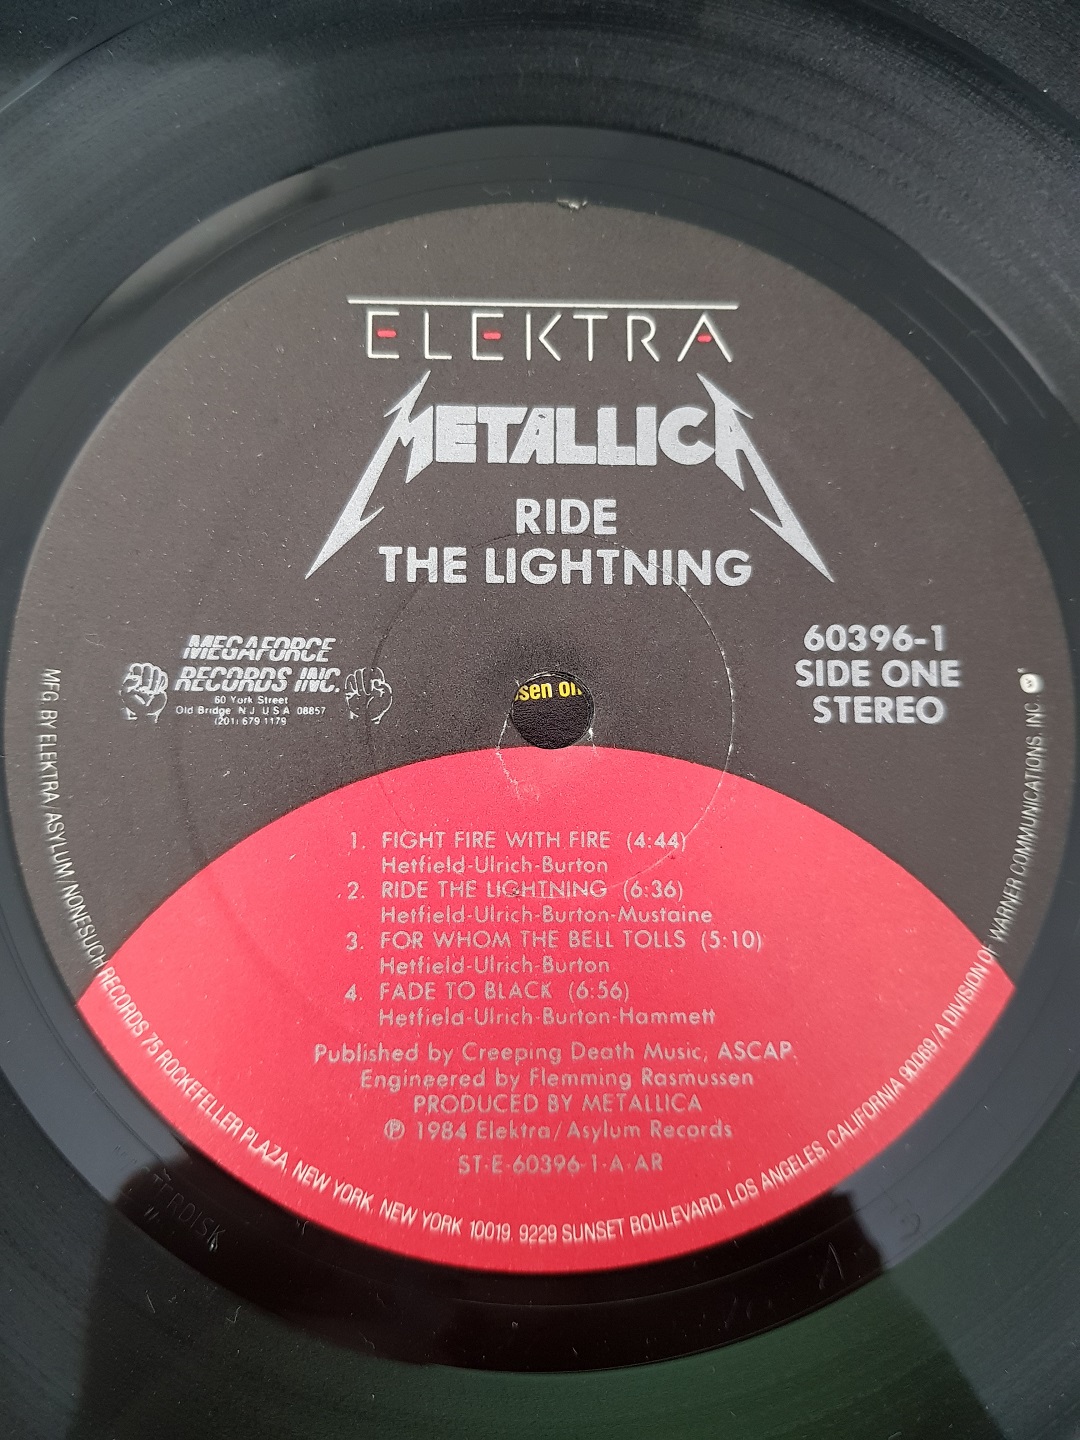 ELEKTRA
METALLICA
RIDE
THE LIGHTNING
MEGAFORCE
RECORDS INC.
60 York Street
Old Bridge N J U S A 08857
(201) 679 1179
60396-1
SIDE ONE
STEREO
sen on
1. FIGHT FIRE WITH FIRE (4:44)
Hetfield-Ulrich-Burton
2. RIDE THE LIGHTNING (6:36)
Hetfield-Ulrich-Burton-Mustaine
3. FOR WHOM THE BELL TOLLS (5:10)
Hetfield-Ulrich-Burton
4. FADE TO BLACK (6:56)
Hetfield-Ulrich-Burton-Hammett
Published by Creeping Death Music, ASCAP.
Engineered by Flemming Rasmussen
PRODUCED BY METALLICA
℗ 1984 Elektra/Asylum Records
ST-E-60396-1-A-AR
MFG. BY ELEKTRA/ASYLUM/NONESUCH RECORDS 75 ROCKEFELLER PLAZA, NEW YORK, NEW YORK 10019. 9229 SUNSET BOULEVARD, LOS ANGELES, CALIFORNIA 90069/A DIVISION OF WARNER COMMUNICATIONS, INC.